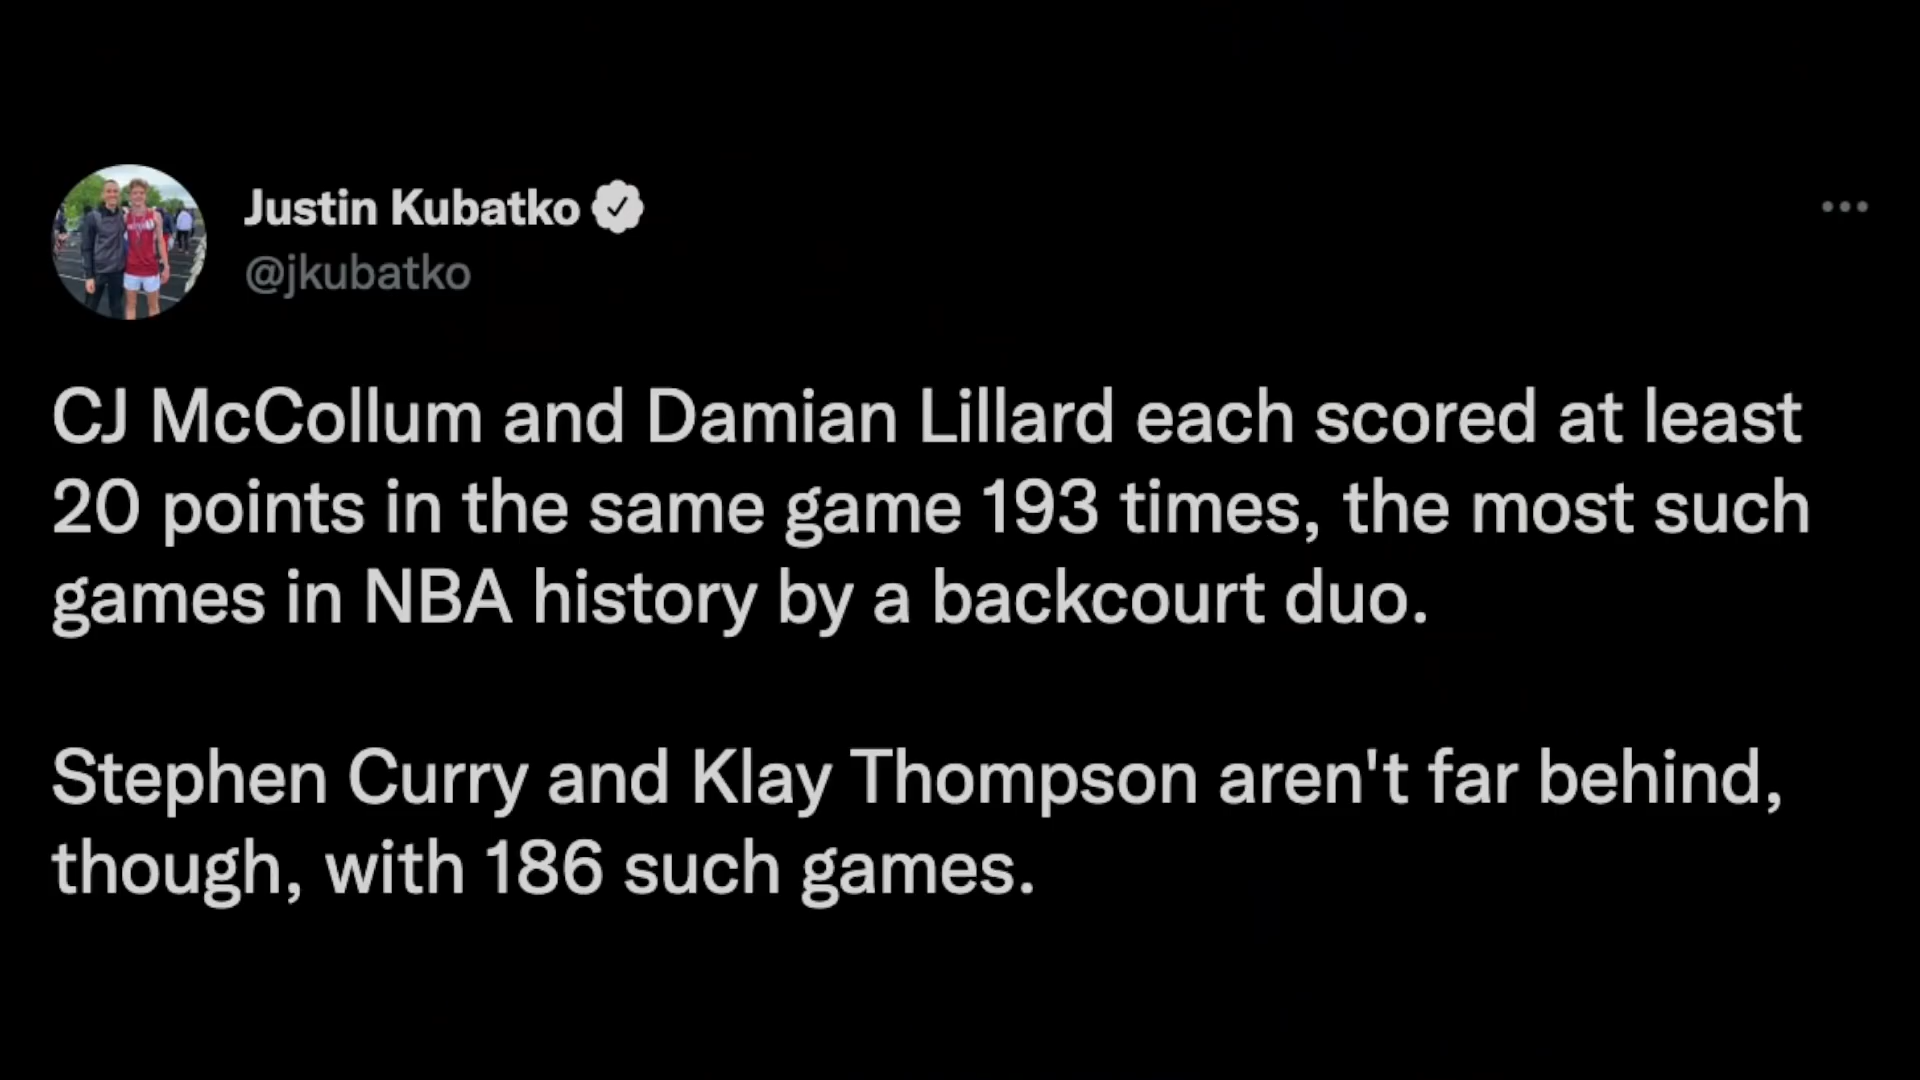 Justin Kubatko
@jkubatko
CJ McCollum and Damian Lillard each scored at least
20 points in the same game 193 times, the most such
games in NBA history by a backcourt duo.
Stephen Curry and Klay Thompson aren't far behind,
though, with 186 such games.